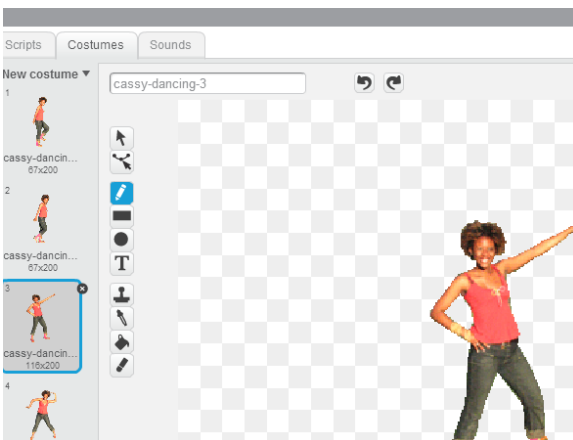 Scripts Costumes Sounds
New costume ▼
cassy-dancing-3
1
cassy-dancin...
67x200
2
cassy-dancin...
67x200
3
cassy-dancin...
116x200
4
T